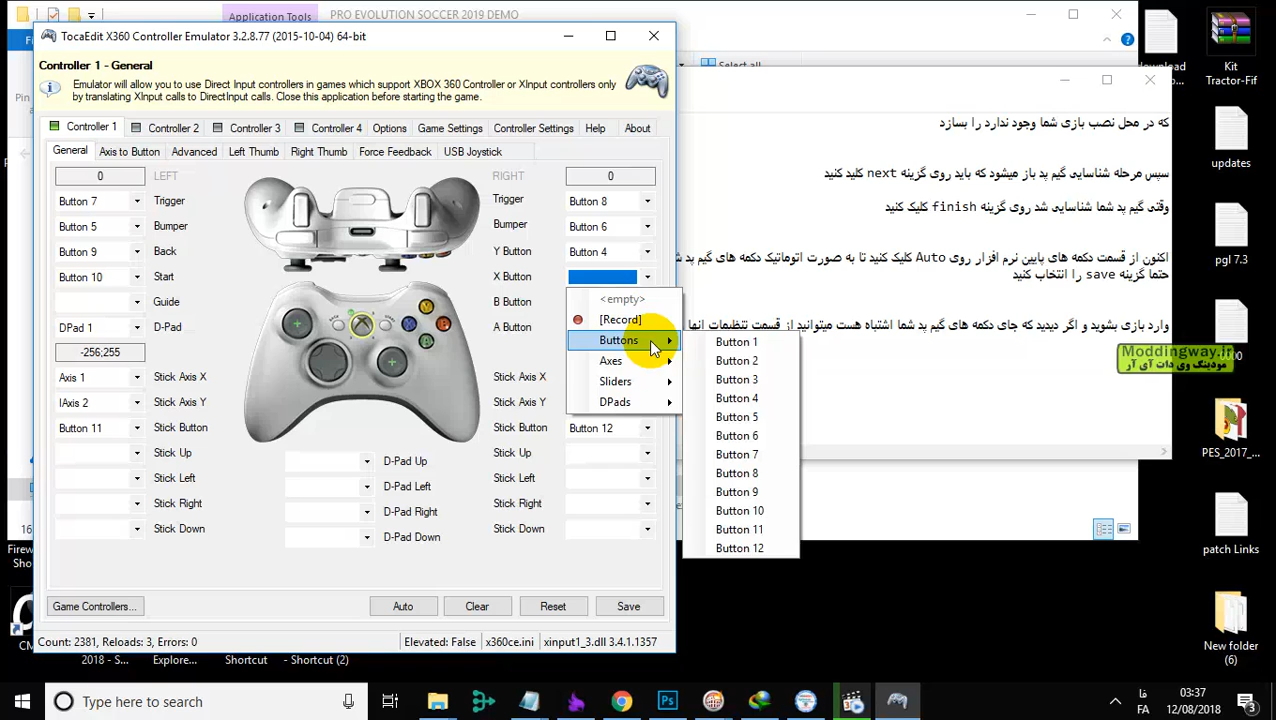 Application Tools
PRO EVOLUTION SOCCER 2019 DEMO
TocaEdit X360 Controller Emulator 3.2.8.77 (2015-10-04) 64-bit
Select all
Controller 1 - General
Emulator will allow you to use Direct Input controllers in games which support XBOX 360 Controller or XInput controllers only
by translating XInput calls to DirectInput calls. Close this application before starting the game.
Controller 1 Controller 2 Controller 3 Controller 4 Options Game Settings Controller Settings Help About
General Axis to Button Advanced Left Thumb Right Thumb Force Feedback USB Joystick
0 LEFT RIGHT 0
Button 7 Trigger Trigger Button 8
Button 5 Bumper Bumper Button 6
Button 9 Back Y Button Button 4
Button 10 Start X Button
Guide B Button
DPad 1 D-Pad A Button
-256;255
Axis 1 Stick Axis X Stick Axis X
IAxis 2 Stick Axis Y Stick Axis Y
Button 11 Stick Button Stick Button Button 12
Stick Up D-Pad Up Stick Up
Stick Left D-Pad Left Stick Left
Stick Right D-Pad Right Stick Right
Stick Down D-Pad Down Stick Down
<empty>
[Record]
Buttons
Axes
Sliders
DPads
Button 1
Button 2
Button 3
Button 4
Button 5
Button 6
Button 7
Button 8
Button 9
Button 10
Button 11
Button 12
Game Controllers... Auto Clear Reset Save
Count: 2381, Reloads: 3, Errors: 0 Elevated: False x360ce.ini xinput1_3.dll 3.4.1.1357
که در محل نصب بازی شما وجود ندارد را بسازد
سپس مرحله شناسایی گیم پد باز میشود که باید روی گزینه next کلید کنید
وقتی گیم پد شما شناسایی شد روی گزینه finish کلیک کنید
اکنون از قسمت دکمه های پایین نرم افزار روی Auto کلیک کنید تا به صورت اتوماتیک دکمه های گیم پد
حتما گزینه save را انتخاب کنید
وارد بازی بشوید و اگر دیدید که جای دکمه های گیم پد شما اشتباه هست میتوانید از قسمت تنظیمات انها
Moddingway.ir
مودینگ وی دات آی آر
Kit
Tractor-Fif
updates
pgl 7.3
PES_2017_...
patch Links
New folder
(6)
2018 - S... Explore... Shortcut - Shortcut (2)
Type here to search
فا
FA
03:37
12/08/2018
3